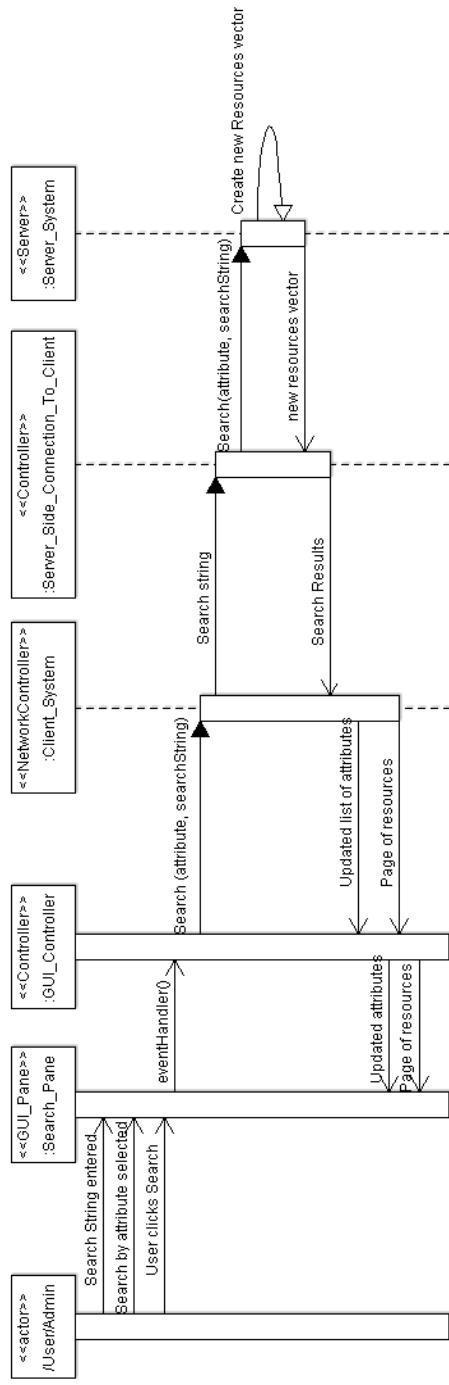 <<actor>>
/User/Admin
<<GUI_Pane>>
:Search_Pane
<<Controller>>
:GUI_Controller
<<NetworkController>>
:Client_System
<<Controller>>
:Server_Side_Connection_To_Client
<<Server>>
:Server_System
Search String entered
Search by attribute selected
User clicks Search
eventHandler()
Search (attribute, searchString)
Search string
Search(attribute, searchString)
Create new Resources vector
new resources vector
Search Results
Updated list of attributes
Page of resources
Updated attributes
Page of resources